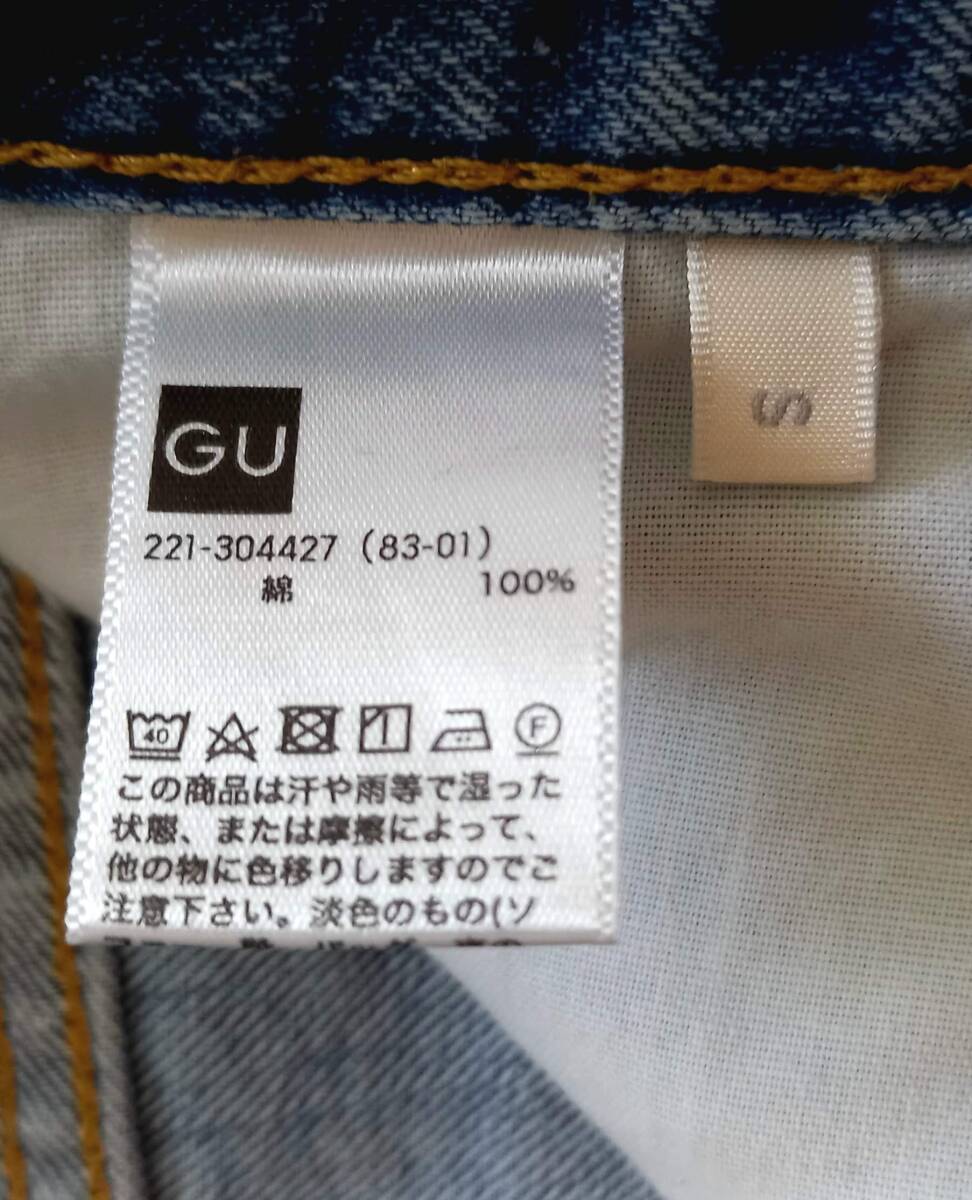 GU
S
221-304427 (83-01)
綿 100%
40
F
この商品は汗や雨等で湿った
状態、または摩擦によって、
他の物に色移りしますのでご
注意下さい。淡色のもの(ソ